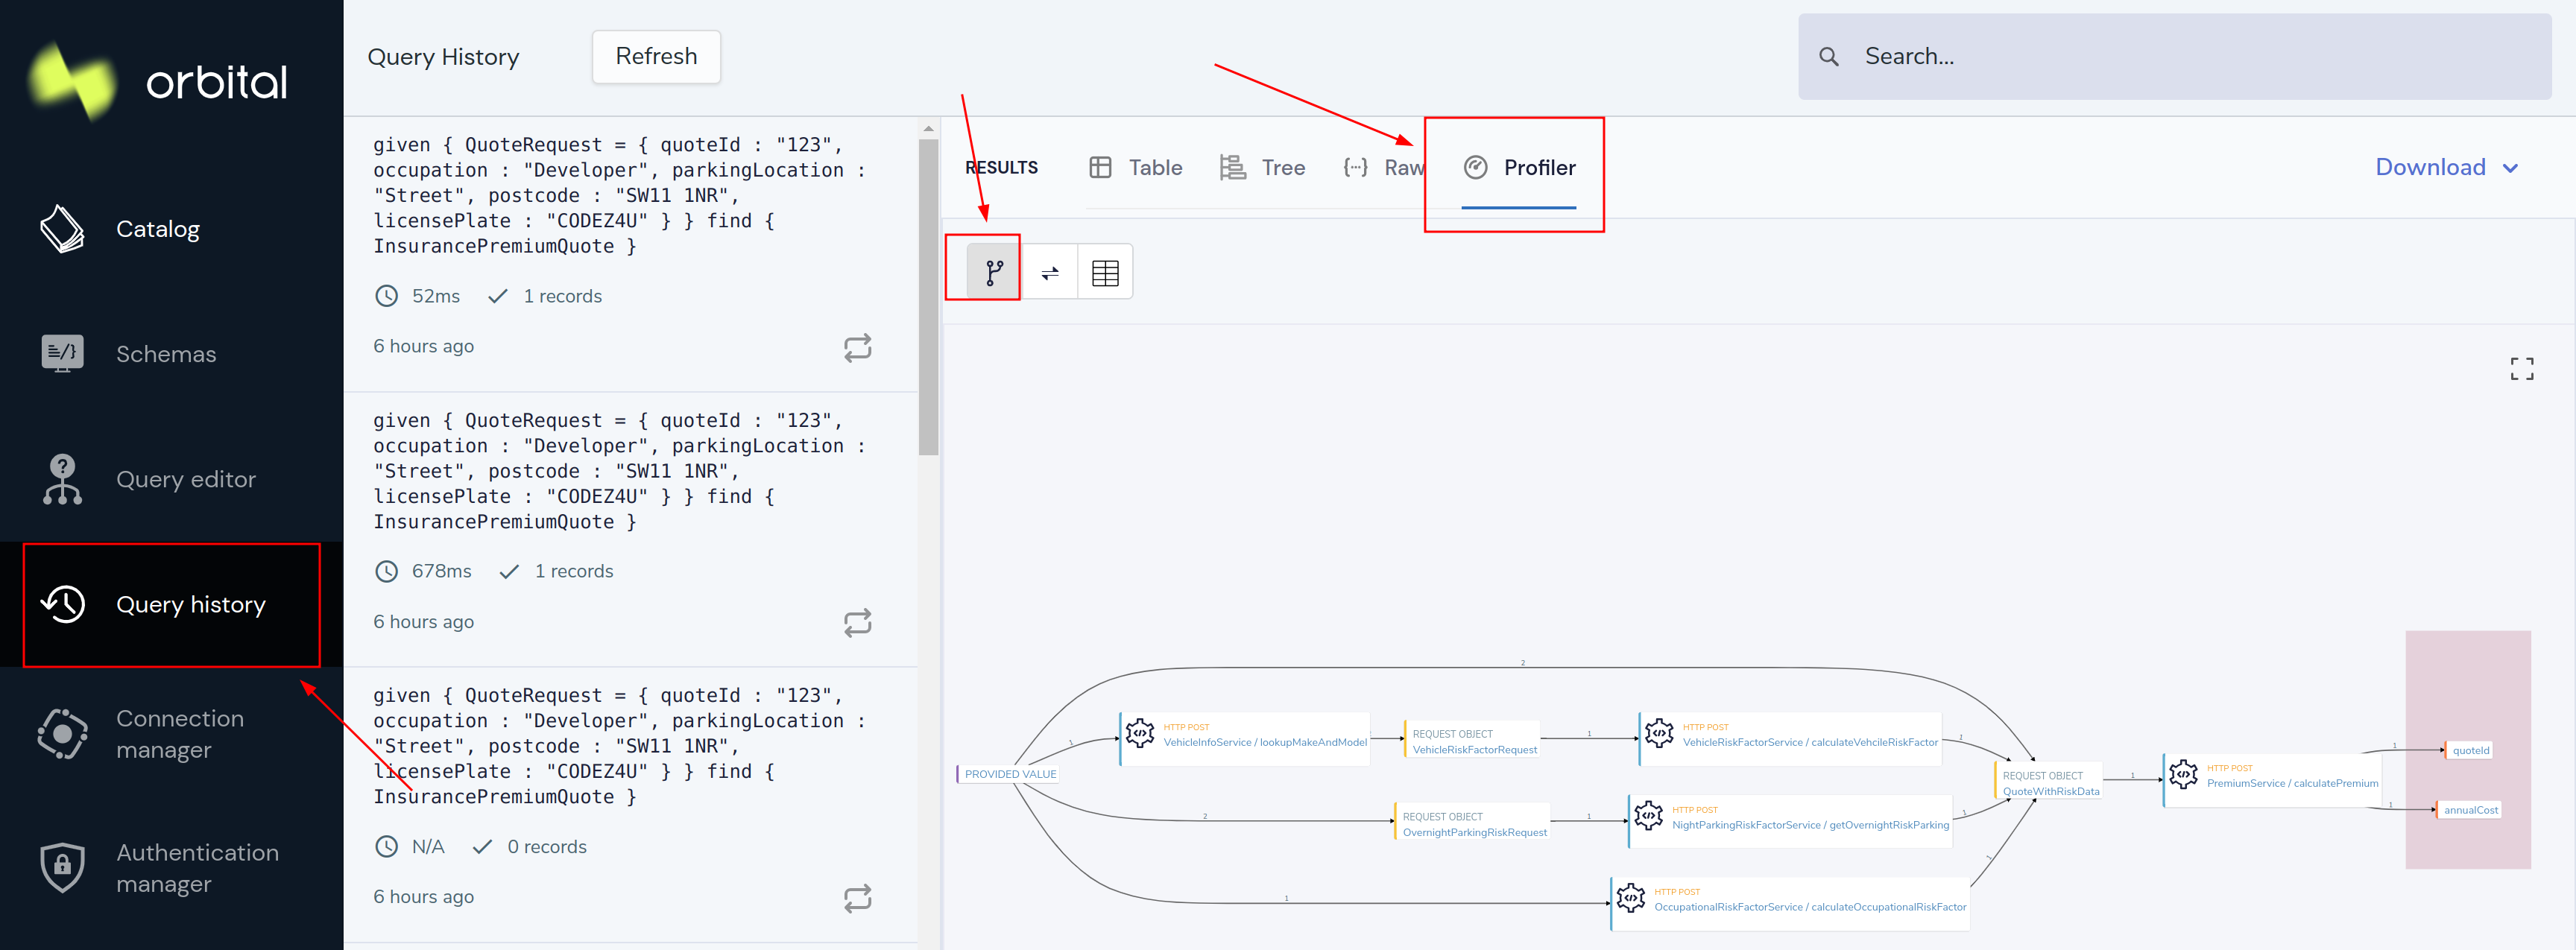 orbital
Catalog
Schemas
Query editor
Query history
Connection
manager
Authentication
manager
Query History
Refresh
Search...
given { QuoteRequest = { quoteId : "123",
occupation : "Developer", parkingLocation :
"Street", postcode : "SW11 1NR",
licensePlate : "CODEZ4U" } } find {
InsurancePremiumQuote }
52ms
1 records
6 hours ago
given { QuoteRequest = { quoteId : "123",
occupation : "Developer", parkingLocation :
"Street", postcode : "SW11 1NR",
licensePlate : "CODEZ4U" } } find {
InsurancePremiumQuote }
678ms
1 records
6 hours ago
given { QuoteRequest = { quoteId : "123",
occupation : "Developer", parkingLocation :
"Street", postcode : "SW11 1NR",
licensePlate : "CODEZ4U" } } find {
InsurancePremiumQuote }
N/A
0 records
6 hours ago
RESULTS
Table
Tree
Raw
Profiler
Download
2
PROVIDED VALUE
1
HTTP POST
VehicleInfoService / lookupMakeAndModel
REQUEST OBJECT
VehicleRiskFactorRequest
1
HTTP POST
VehicleRiskFactorService / calculateVehcileRiskFactor
1
2
REQUEST OBJECT
OvernightParkingRiskRequest
1
HTTP POST
NightParkingRiskFactorService / getOvernightRiskParking
1
1
HTTP POST
OccupationalRiskFactorService / calculateOccupationalRiskFactor
1
REQUEST OBJECT
QuoteWithRiskData
1
HTTP POST
PremiumService / calculatePremium
1
quoteId
1
annualCost